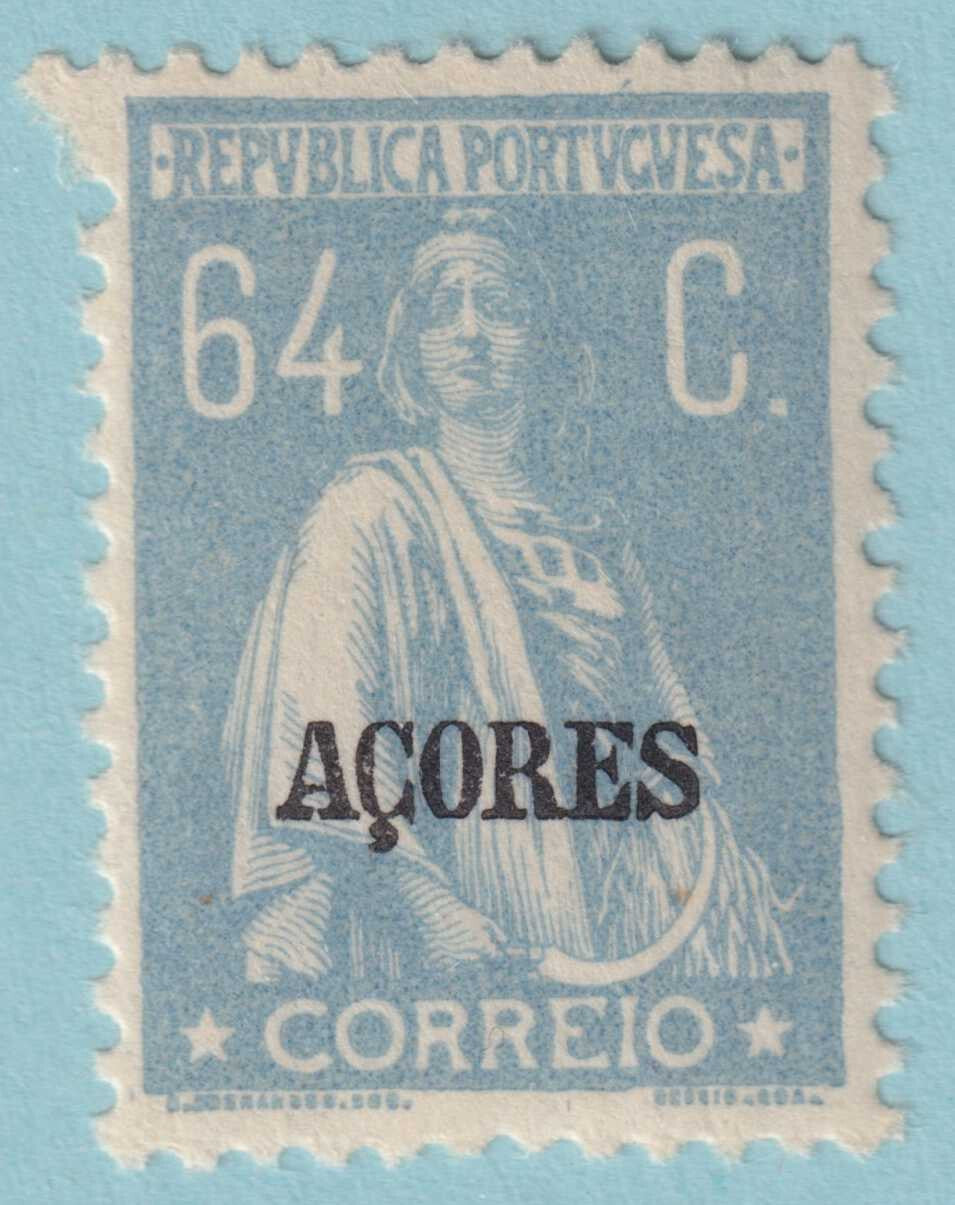 ·REPVBLICA PORTVGVESA·
64 C.
AÇORES
CORREIO